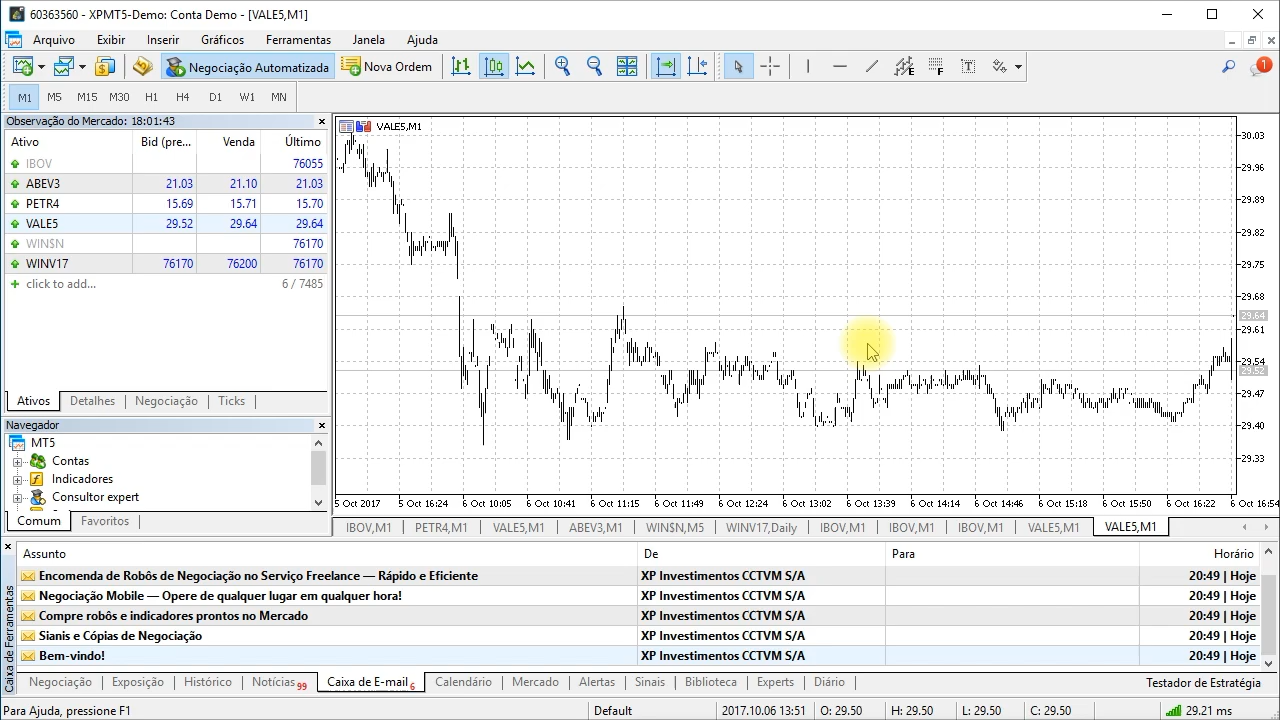 60363560 - XPMT5-Demo: Conta Demo - [VALE5,M1]
Arquivo Exibir Inserir Gráficos Ferramentas Janela Ajuda
Negociação Automatizada Nova Ordem 1
M1 M5 M15 M30 H1 H4 D1 W1 MN
Observação do Mercado: 18:01:43
Ativo Bid (pre... Venda Último
IBOV 76055
ABEV3 21.03 21.10 21.03
PETR4 15.69 15.71 15.70
VALE5 29.52 29.64 29.64
WIN$N 76170
WINV17 76170 76200 76170
click to add... 6 / 7485
Ativos Detalhes Negociação Ticks
Navegador
MT5
Contas
Indicadores
Consultor expert
Comum Favoritos
VALE5,M1
30.03
29.96
29.89
29.82
29.75
29.68
29.64
29.61
29.54
29.52
29.47
29.40
29.33
5 Oct 2017 5 Oct 16:24 6 Oct 10:05 6 Oct 10:41 6 Oct 11:15 6 Oct 11:49 6 Oct 12:24 6 Oct 13:02 6 Oct 13:39 6 Oct 14:14 6 Oct 14:46 6 Oct 15:18 6 Oct 15:50 6 Oct 16:22 6 Oct 16:54
IBOV,M1 PETR4,M1 VALE5,M1 ABEV3,M1 WIN$N,M5 WINV17,Daily IBOV,M1 IBOV,M1 IBOV,M1 VALE5,M1 VALE5,M1
Caixa de Ferramentas
Assunto De Para Horário
Encomenda de Robôs de Negociação no Serviço Freelance — Rápido e Eficiente XP Investimentos CCTVM S/A 20:49 | Hoje
Negociação Mobile — Opere de qualquer lugar em qualquer hora! XP Investimentos CCTVM S/A 20:49 | Hoje
Compre robôs e indicadores prontos no Mercado XP Investimentos CCTVM S/A 20:49 | Hoje
Sianis e Cópias de Negociação XP Investimentos CCTVM S/A 20:49 | Hoje
Bem-vindo! XP Investimentos CCTVM S/A 20:49 | Hoje
Negociação Exposição Histórico Notícias 99 Caixa de E-mail 6 Calendário Mercado Alertas Sinais Biblioteca Experts Diário Testador de Estratégia
Para Ajuda, pressione F1 Default 2017.10.06 13:51 O: 29.50 H: 29.50 L: 29.50 C: 29.50 29.21 ms